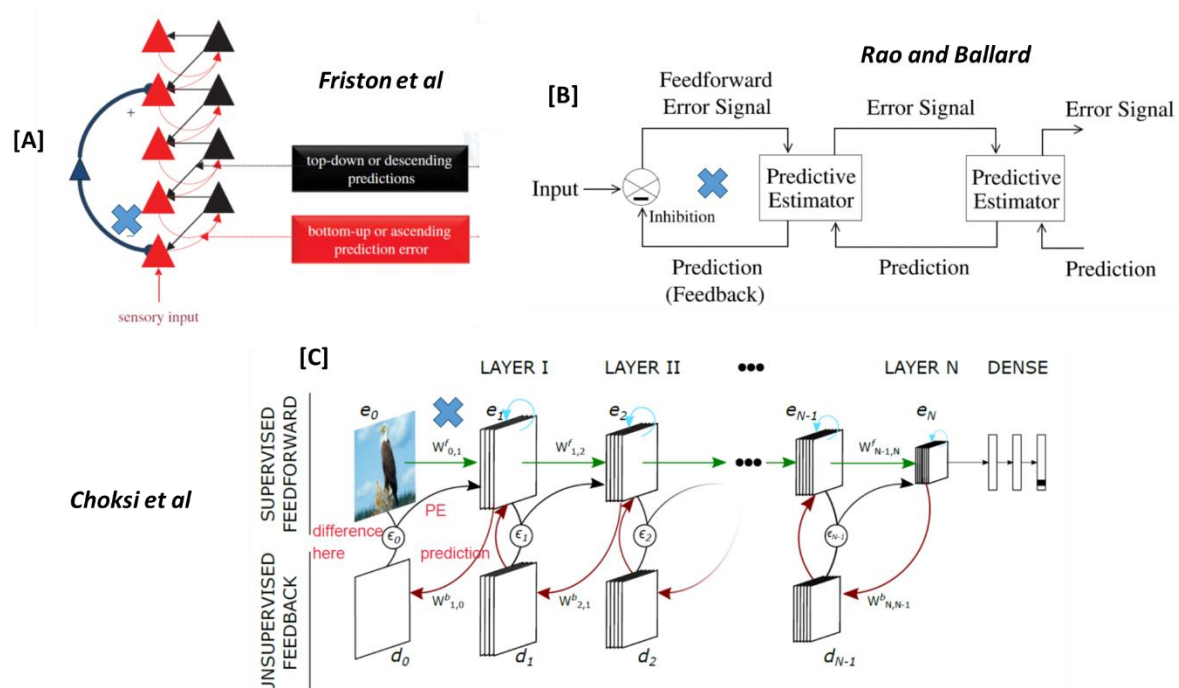 [A]
Friston et al
+
–
top-down or descending
predictions
bottom-up or ascending
prediction error
sensory input
[B]
Rao and Ballard
Feedforward
Error Signal
Error Signal
Error Signal
Input
Inhibition
Predictive
Estimator
Predictive
Estimator
Prediction
(Feedback)
Prediction
Prediction
[C]
Choksi et al
LAYER I
LAYER II
●●●
LAYER N
DENSE
SUPERVISED
FEEDFORWARD
UNSUPERVISED
FEEDBACK
e0
e1
e2
eN-1
eN
Wf0,1
Wf1,2
●●●
WfN-1,N
difference
here
PE
prediction
ϵ0
ϵ1
ϵ2
ϵN-1
Wb1,0
Wb2,1
WbN,N-1
d0
d1
d2
dN-1